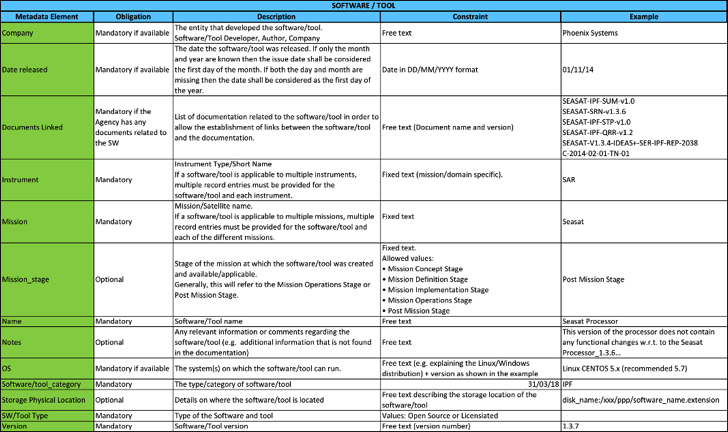 SOFTWARE / TOOL
Metadata Element Obligation Description Constraint Example
Company Mandatory if available The entity that developed the software/tool.
Software/Tool Developer, Author, Company Free text Phoenix Systems
Date released Mandatory if available The date the software/tool was released. If only the month
and year are known then the issue date shall be considered
the first day of the month. If both the day and month are
missing then the date shall be considered as the first day of
the year. Date in DD/MM/YYYY format 01/11/14
Documents Linked Mandatory if the
Agency has any
documents related to
the SW List of documentation related to the software/tool in order to
allow the establishment of links between the software/tool
and the documentation. Free text (Document name and version) SEASAT-IPF-SUM-v1.0
SEASAT-SRN-v1.3.6
SEASAT-IPF-STP-v1.0
SEASAT-IPF-QRR-v1.2
SEASAT-V1.3.4-IDEAS+-SER-IPF-REP-2038
C-2014-02-01-TN-01
Instrument Mandatory Instrument Type/Short Name
If a software/tool is applicable to multiple instruments,
multiple record entries must be provided for the
software/tool and each instrument. Fixed text (mission/domain specific). SAR
Mission Mandatory Mission/Satellite name.
If a software/tool is applicable to multiple missions, multiple
record entries must be provided for the software/tool and
each of the different missions. Fixed text Seasat
Mission_stage Optional Stage of the mission at which the software/tool was created
and available/applicable.
Generally, this will refer to the Mission Operations Stage or
Post Mission Stage. Fixed text.
Allowed values:
• Mission Concept Stage
• Mission Definition Stage
• Mission Implementation Stage
• Mission Operations Stage
• Post Mission Stage Post Mission Stage
Name Mandatory Software/Tool name Free text Seasat Processor
Notes Optional Any relevant information or comments regarding the
software/tool (e.g. additional information that is not found
in the documentation) Free text This version of the processor does not contain
any functional changes w.r.t. to the Seasat
Processor_1.3.6...
OS Mandatory if available The system(s) on which the software/tool can run. Free text (e.g. explaining the Linux/Windows
distribution) + version as shown in the example Linux CENTOS 5.x (recommended 5.7)
Software/tool_category Mandatory The type/category of software/tool 31/03/18 IPF
Storage Physical Location Optional Details on where the software/tool is located Free text describing the storage location of the
software/tool disk_name:/xxx/ppp/software_name.extension
SW/Tool Type Mandatory Type of the Software and tool Values: Open Source or Licensiated
Version Mandatory Software/Tool version Free text (version number) 1.3.7